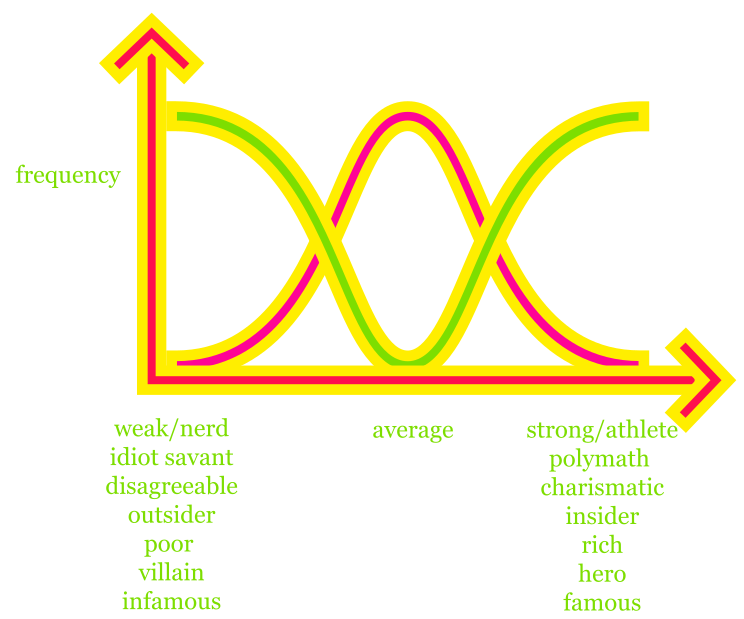 frequency
weak/nerd
idiot savant
disagreeable
outsider
poor
villain
infamous
average
strong/athlete
polymath
charismatic
insider
rich
hero
famous